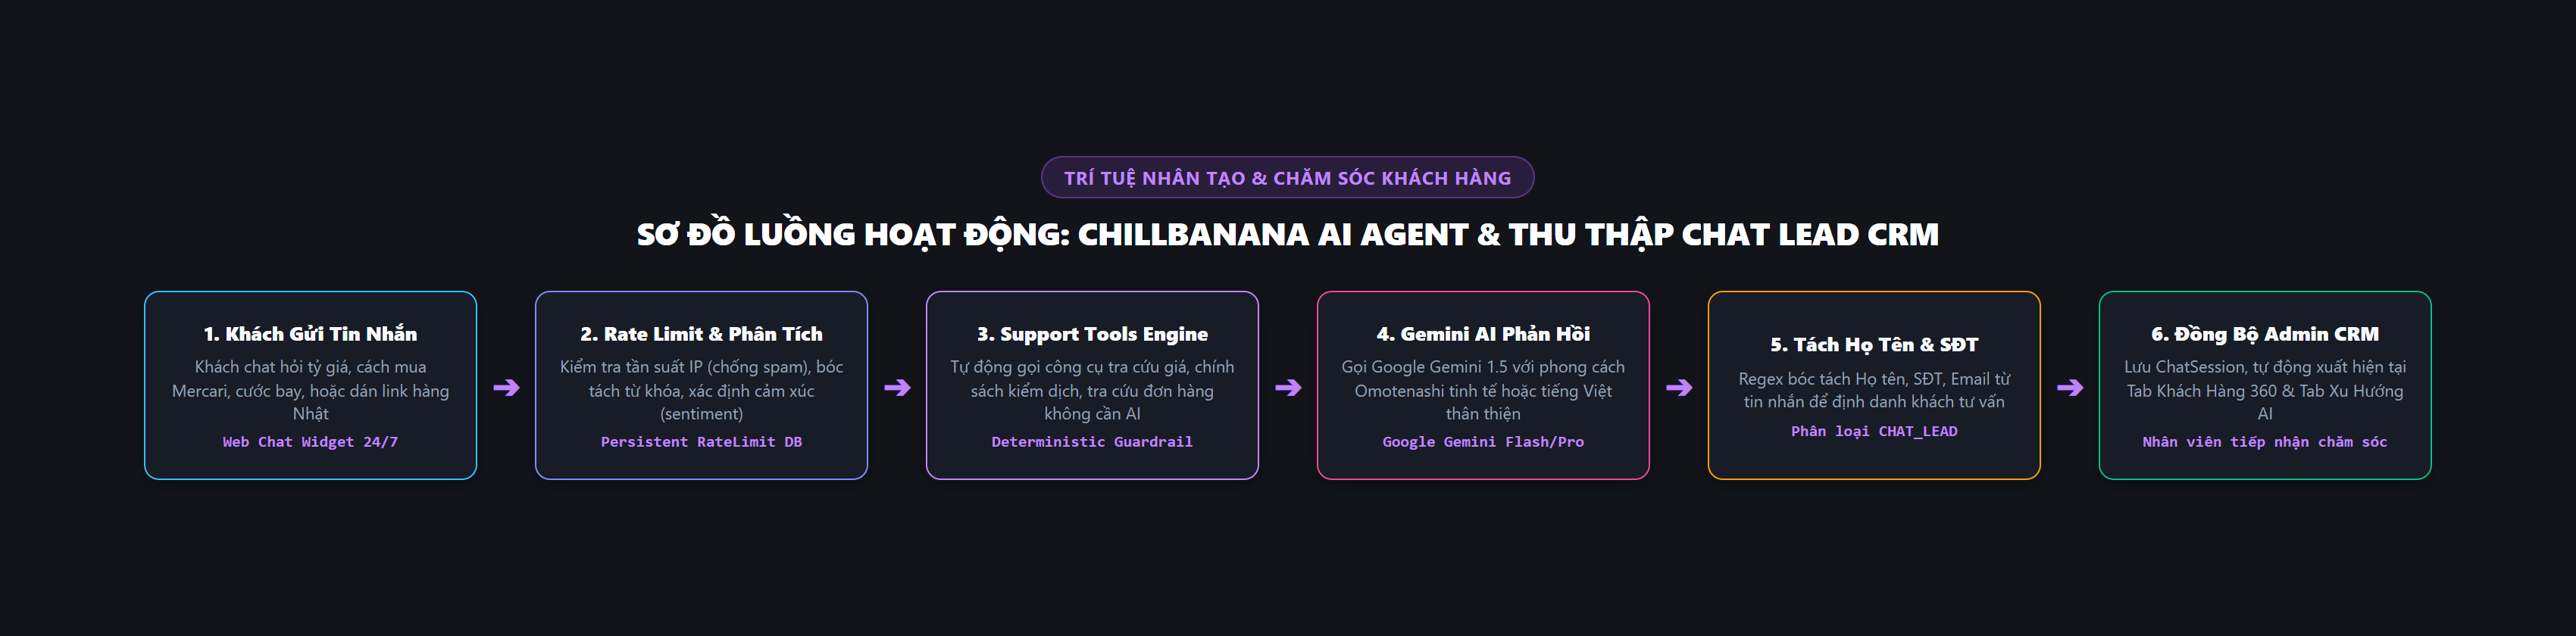 TRÍ TUỆ NHÂN TẠO & CHĂM SÓC KHÁCH HÀNG
SƠ ĐỒ LUỒNG HOẠT ĐỘNG: CHILLBANANA AI AGENT & THU THẬP CHAT LEAD CRM
1. Khách Gửi Tin Nhắn
Khách chat hỏi tỷ giá, cách mua
Mercari, cước bay, hoặc dán link hàng
Nhật
Web Chat Widget 24/7
➔
2. Rate Limit & Phân Tích
Kiểm tra tần suất IP (chống spam), bóc
tách từ khóa, xác định cảm xúc
(sentiment)
Persistent RateLimit DB
➔
3. Support Tools Engine
Tự động gọi công cụ tra cứu giá, chính
sách kiểm dịch, tra cứu đơn hàng
không cần AI
Deterministic Guardrail
➔
4. Gemini AI Phản Hồi
Gọi Google Gemini 1.5 với phong cách
Omotenashi tinh tế hoặc tiếng Việt
thân thiện
Google Gemini Flash/Pro
➔
5. Tách Họ Tên & SĐT
Regex bóc tách Họ tên, SĐT, Email từ
tin nhắn để định danh khách tư vấn
Phân loại CHAT_LEAD
➔
6. Đồng Bộ Admin CRM
Lưu ChatSession, tự động xuất hiện tại
Tab Khách Hàng 360 & Tab Xu Hướng
AI
Nhân viên tiếp nhận chăm sóc